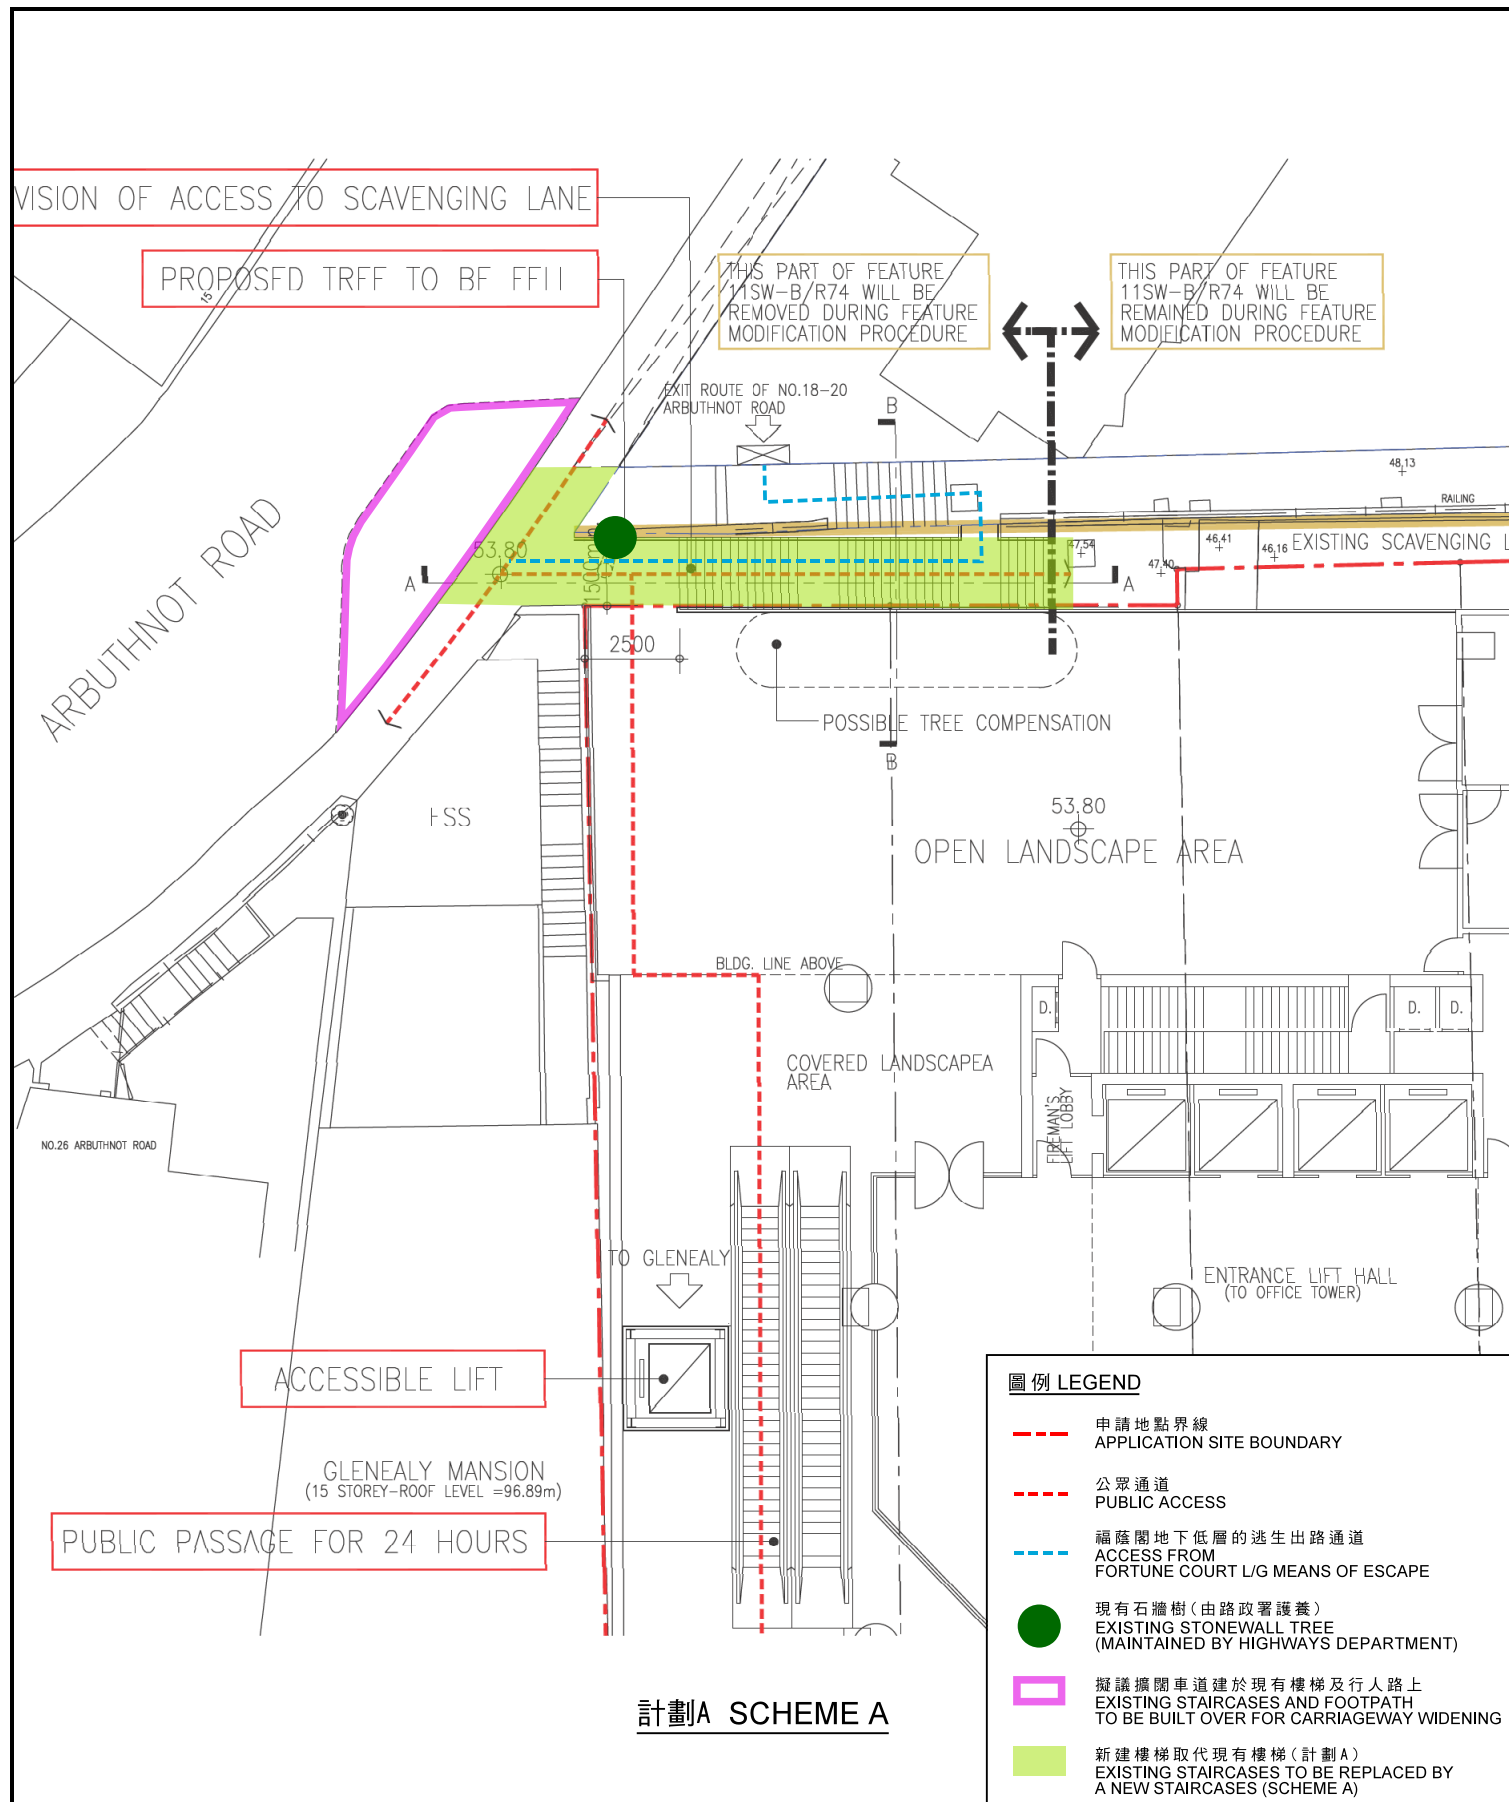 VISION OF ACCESS TO SCAVENGING LANE
PROPOSED TREE TO BE FELL
15
THIS PART OF FEATURE
11SW-B/R74 WILL BE
REMOVED DURING FEATURE
MODIFICATION PROCEDURE
THIS PART OF FEATURE
11SW-B/R74 WILL BE
REMAINED DURING FEATURE
MODIFICATION PROCEDURE
EXIT ROUTE OF NO.18-20
ARBUTHNOT ROAD
B
48.13
RAILING
ARBUTHNOT ROAD
53.80
A
1500
47.54
46.41
46.16
EXISTING SCAVENGING L
47.40
A
2500
POSSIBLE TREE COMPENSATION
B
FSS
53.80
OPEN LANDSCAPE AREA
BLDG. LINE ABOVE
D.
D.
D.
COVERED LANDSCAPEA
AREA
FIREMAN'S
LIFT LOBBY
NO.26 ARBUTHNOT ROAD
TO GLENEALY
ENTRANCE LIFT HALL
(TO OFFICE TOWER)
ACCESSIBLE LIFT
GLENEALY MANSION
(15 STOREY-ROOF LEVEL =96.89m)
PUBLIC PASSAGE FOR 24 HOURS
圖例 LEGEND
申請地點界線
APPLICATION SITE BOUNDARY
公眾通道
PUBLIC ACCESS
福蔭閣地下低層的逃生出路通道
ACCESS FROM
FORTUNE COURT L/G MEANS OF ESCAPE
現有石牆樹(由路政署護養)
EXISTING STONEWALL TREE
(MAINTAINED BY HIGHWAYS DEPARTMENT)
擬議擴闊車道建於現有樓梯及行人路上
EXISTING STAIRCASES AND FOOTPATH
TO BE BUILT OVER FOR CARRIAGEWAY WIDENING
新建樓梯取代現有樓梯(計劃A)
EXISTING STAIRCASES TO BE REPLACED BY
A NEW STAIRCASES (SCHEME A)
計劃A SCHEME A